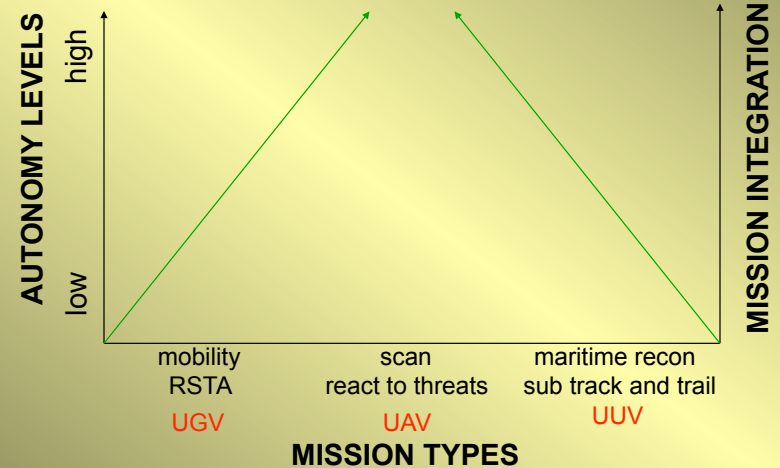 AUTONOMY LEVELS
high
low
MISSION INTEGRATION
mobility
RSTA
UGV
scan
react to threats
UAV
maritime recon
sub track and trail
UUV
MISSION TYPES